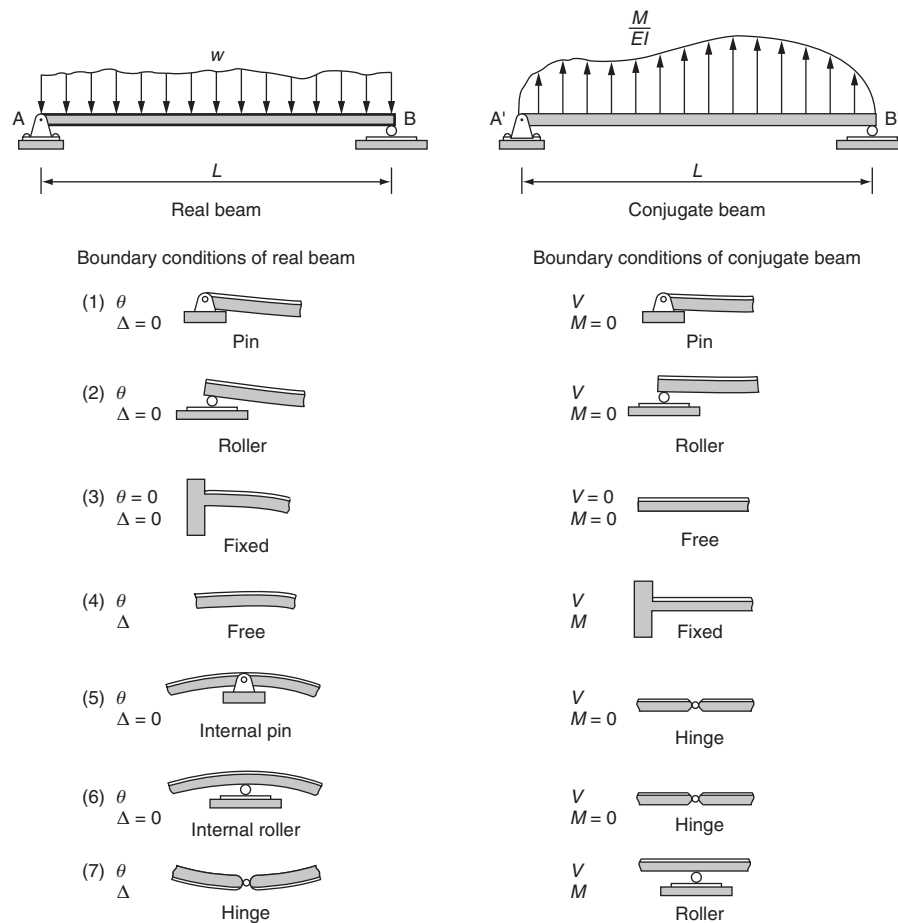 w
M
EI
A B
A' B'
L
L
Real beam
Conjugate beam
Boundary conditions of real beam
Boundary conditions of conjugate beam
(1) θ
Δ = 0
Pin
V
M = 0
Pin
(2) θ
Δ = 0
Roller
V
M = 0
Roller
(3) θ = 0
Δ = 0
Fixed
V = 0
M = 0
Free
(4) θ
Δ
Free
V
M
Fixed
(5) θ
Δ = 0
Internal pin
V
M = 0
Hinge
(6) θ
Δ = 0
Internal roller
V
M = 0
Hinge
(7) θ
Δ
Hinge
V
M
Roller